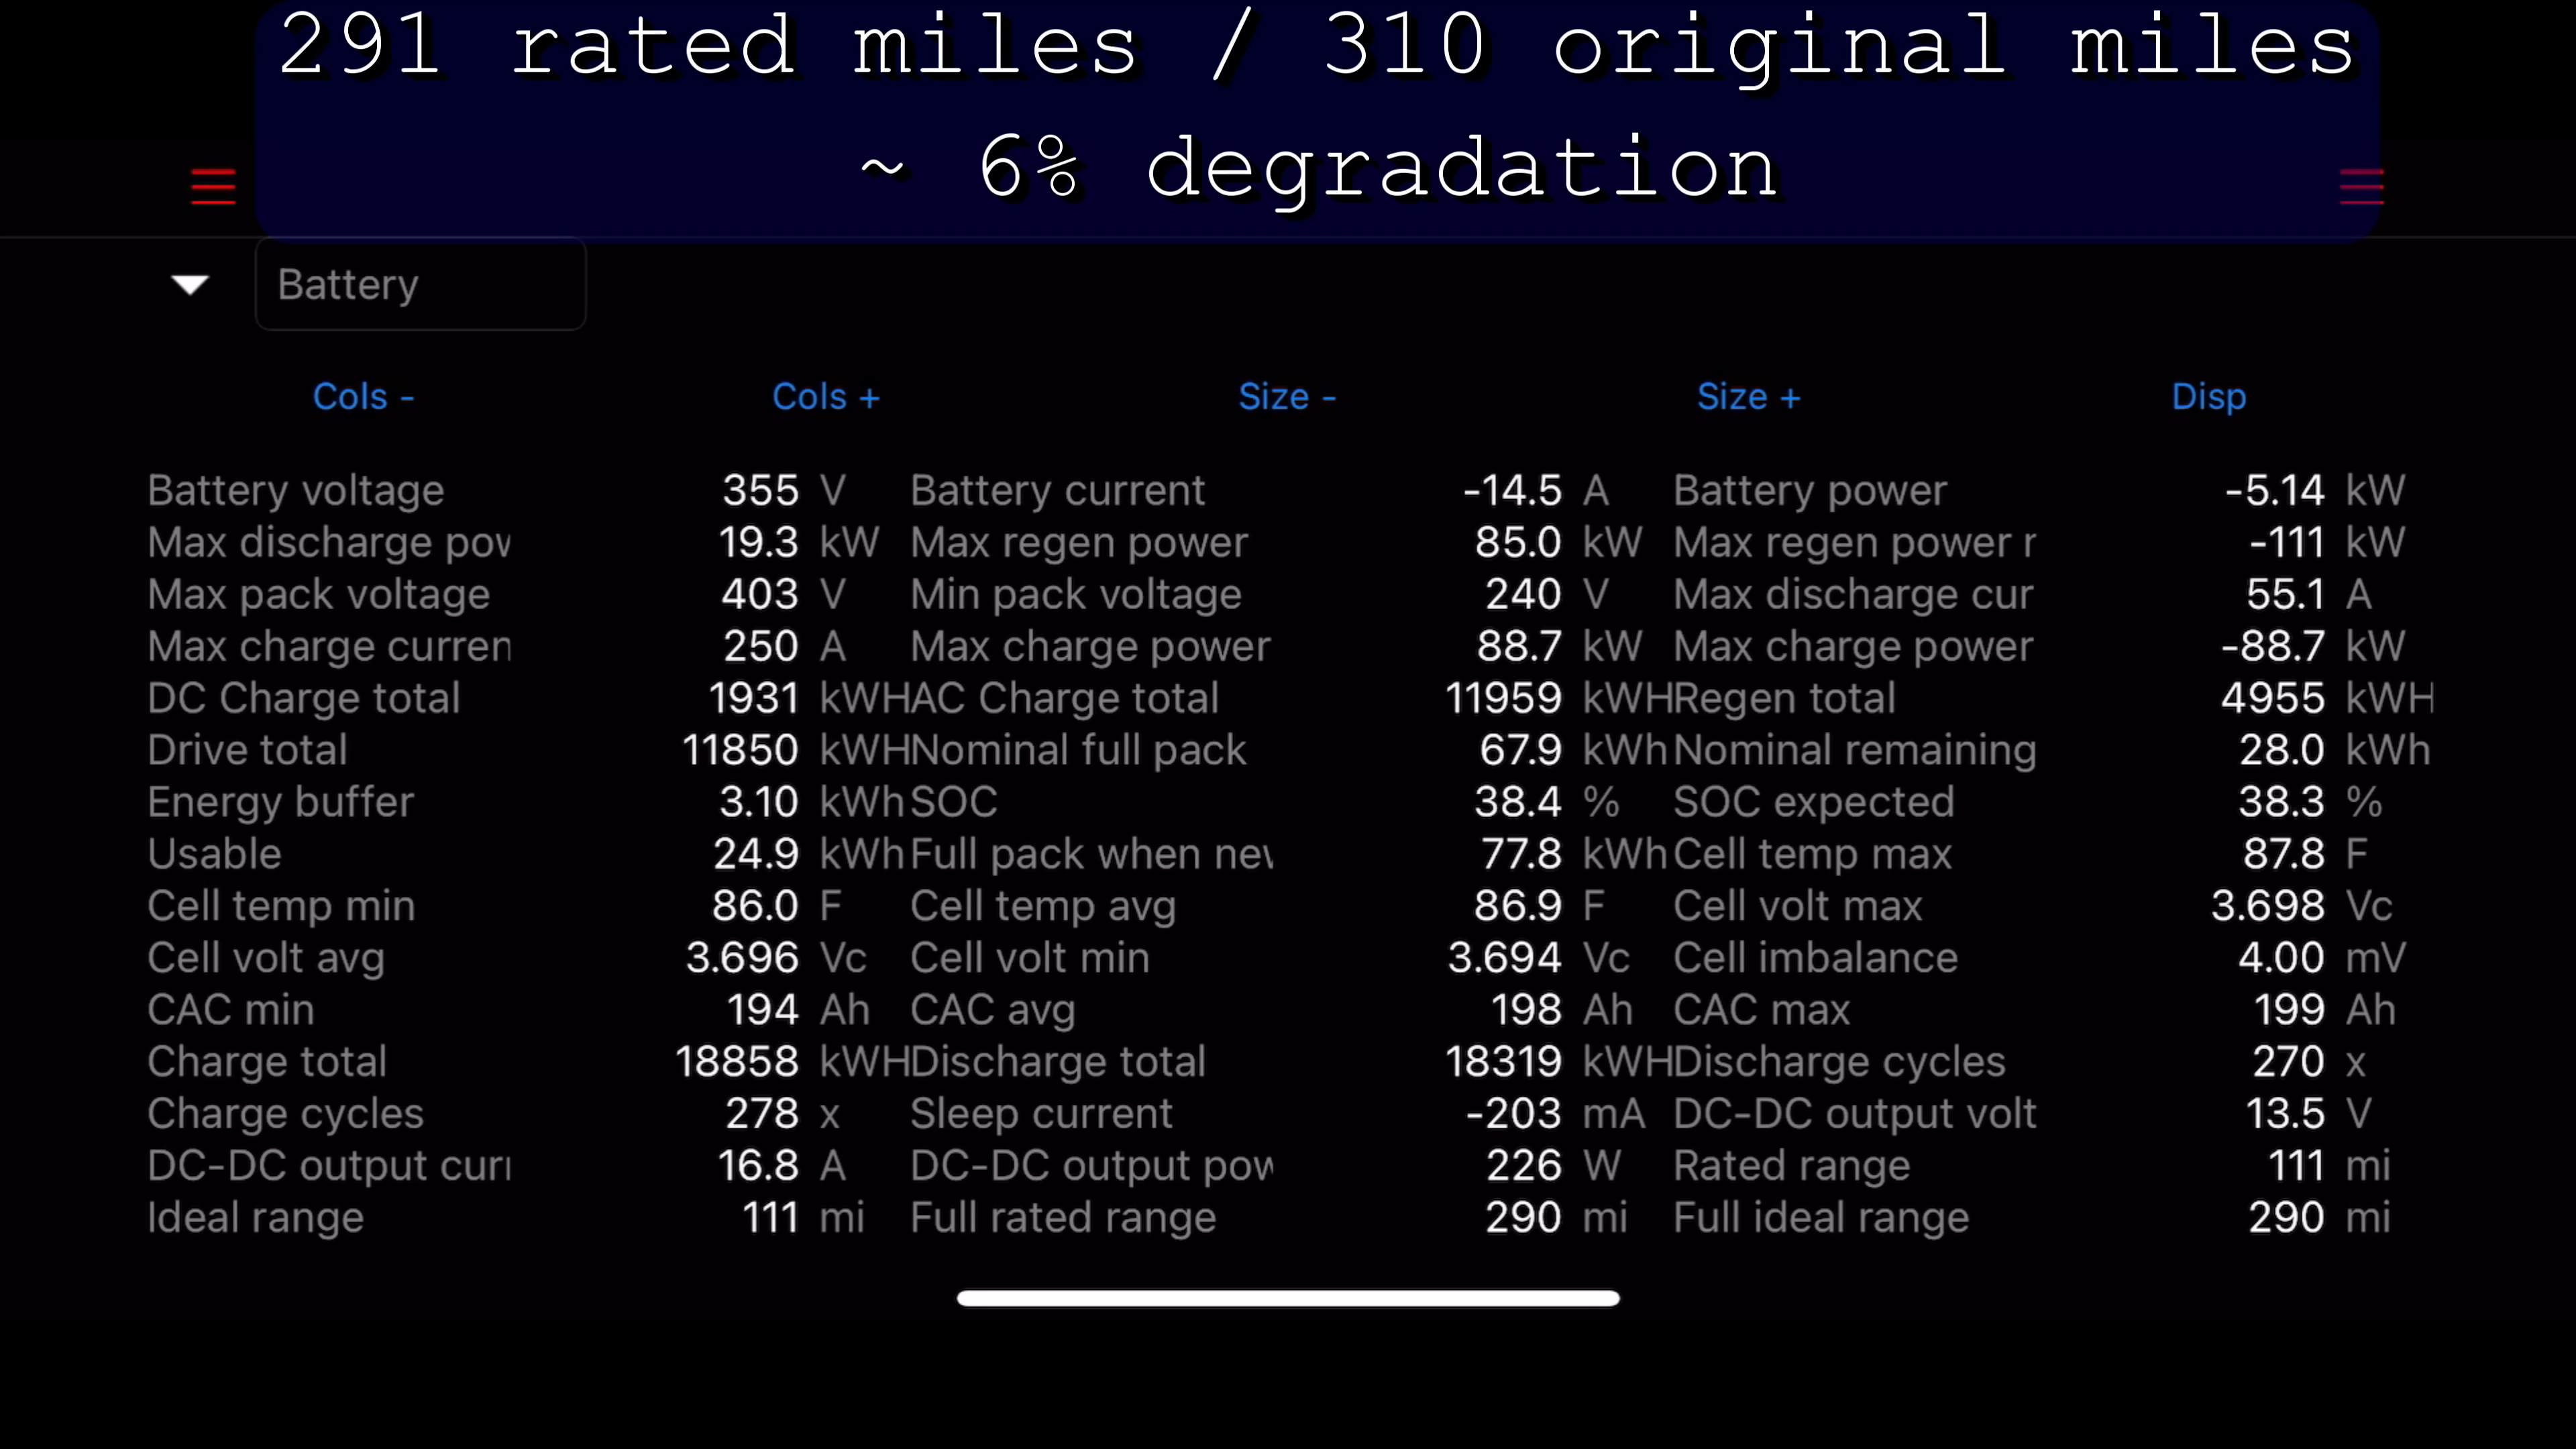 291 rated miles / 310 original miles
~ 6% degradation
Battery
Cols - Cols + Size - Size + Disp
Battery voltage 355 V Battery current -14.5 A Battery power -5.14 kW
Max discharge pow 19.3 kW Max regen power 85.0 kW Max regen power r -111 kW
Max pack voltage 403 V Min pack voltage 240 V Max discharge cur 55.1 A
Max charge curren 250 A Max charge power 88.7 kW Max charge power -88.7 kW
DC Charge total 1931 kWH AC Charge total 11959 kWH Regen total 4955 kWH
Drive total 11850 kWH Nominal full pack 67.9 kWh Nominal remaining 28.0 kWh
Energy buffer 3.10 kWh SOC 38.4 % SOC expected 38.3 %
Usable 24.9 kWh Full pack when new 77.8 kWh Cell temp max 87.8 F
Cell temp min 86.0 F Cell temp avg 86.9 F Cell volt max 3.698 Vc
Cell volt avg 3.696 Vc Cell volt min 3.694 Vc Cell imbalance 4.00 mV
CAC min 194 Ah CAC avg 198 Ah CAC max 199 Ah
Charge total 18858 kWH Discharge total 18319 kWH Discharge cycles 270 x
Charge cycles 278 x Sleep current -203 mA DC-DC output volt 13.5 V
DC-DC output curr 16.8 A DC-DC output pow 226 W Rated range 111 mi
Ideal range 111 mi Full rated range 290 mi Full ideal range 290 mi